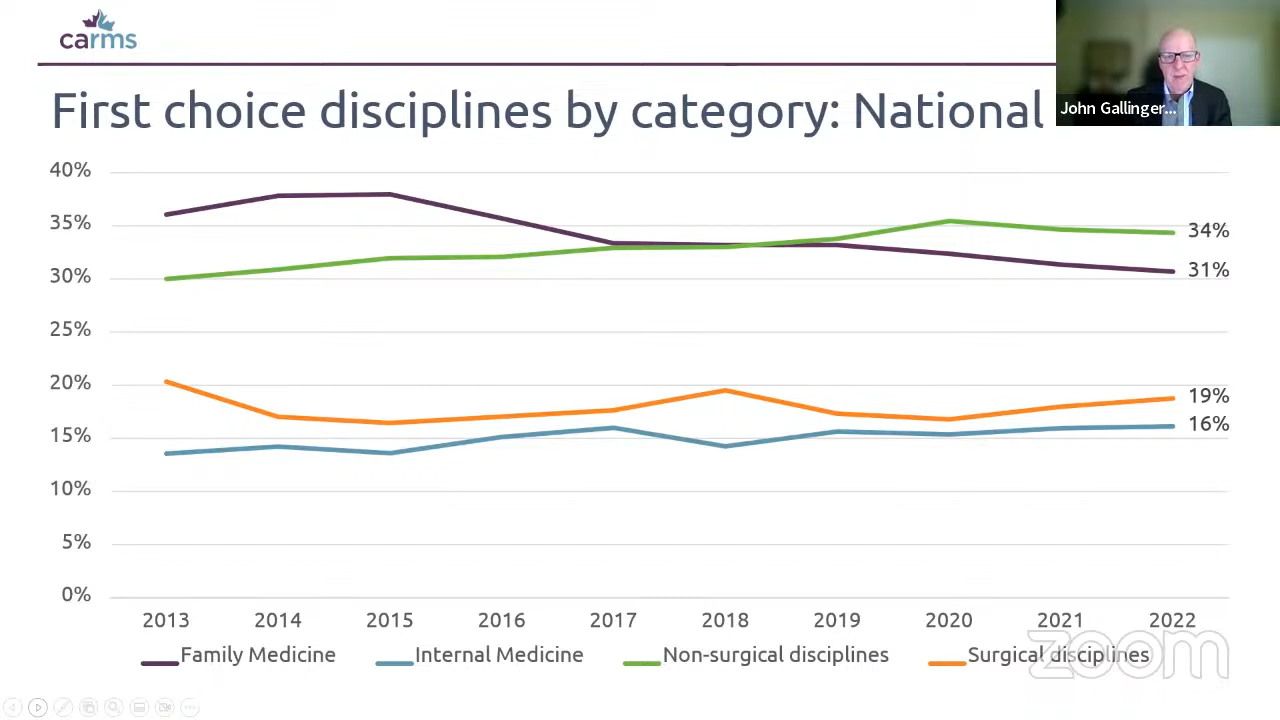 carms
First choice disciplines by category: National
John Gallinger...
40%
35%
30%
25%
20%
15%
10%
5%
0%
34%
31%
19%
16%
2013 2014 2015 2016 2017 2018 2019 2020 2021 2022
Family Medicine Internal Medicine Non-surgical disciplines Surgical disciplines
zoom